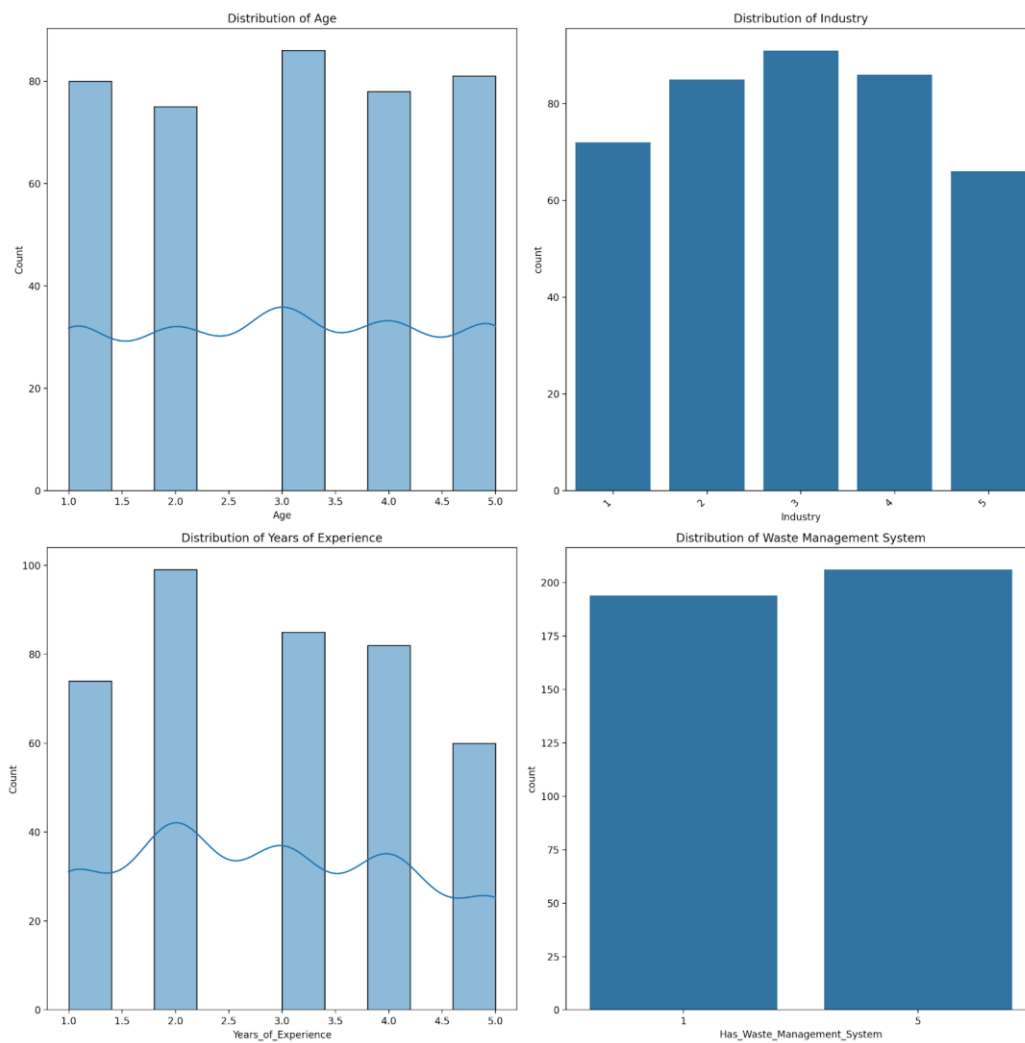 Distribution of Age
Count
80
60
40
20
0
1.0 1.5 2.0 2.5 3.0 3.5 4.0 4.5 5.0
Age
Distribution of Industry
count
80
60
40
20
0
1 2 3 4 5
Industry
Distribution of Years of Experience
Count
100
80
60
40
20
0
1.0 1.5 2.0 2.5 3.0 3.5 4.0 4.5 5.0
Years_of_Experience
Distribution of Waste Management System
count
200
175
150
125
100
75
50
25
0
1 5
Has_Waste_Management_System